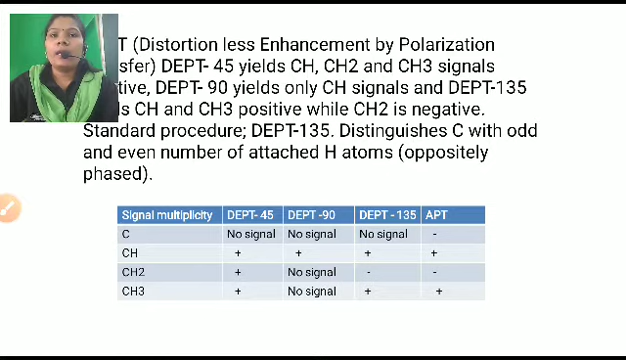 T (Distortion less Enhancement by Polarization
sfer) DEPT- 45 yields CH, CH2 and CH3 signals
tive, DEPT- 90 yields only CH signals and DEPT-135
s CH and CH3 positive while CH2 is negative.
Standard procedure; DEPT-135. Distinguishes C with odd
and even number of attached H atoms (oppositely
phased).
Signal multiplicity DEPT- 45 DEPT -90 DEPT - 135 APT
C No signal No signal No signal -
CH + + + +
CH2 + No signal - -
CH3 + No signal + +